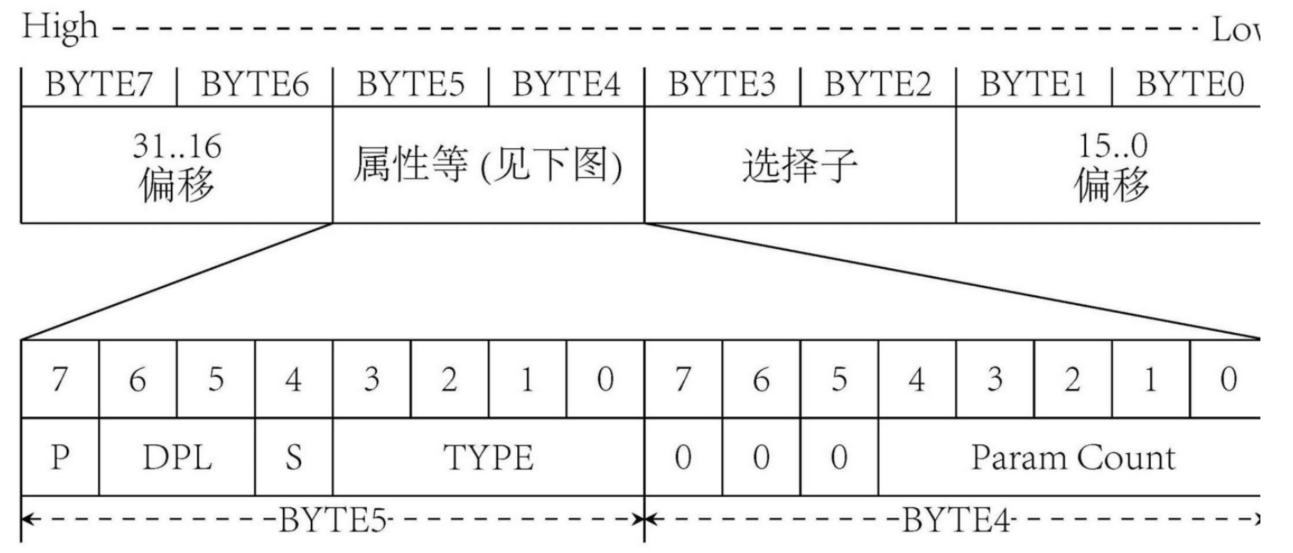 High
BYTE7 BYTE6 BYTE5 BYTE4 BYTE3 BYTE2 BYTE1 BYTE0
31..16
偏移
属性等 (见下图)
选择子
15..0
偏移
7 6 5 4 3 2 1 0 7 6 5 4 3 2 1 0
P DPL S TYPE 0 0 0 Param Count
BYTE5 BYTE4